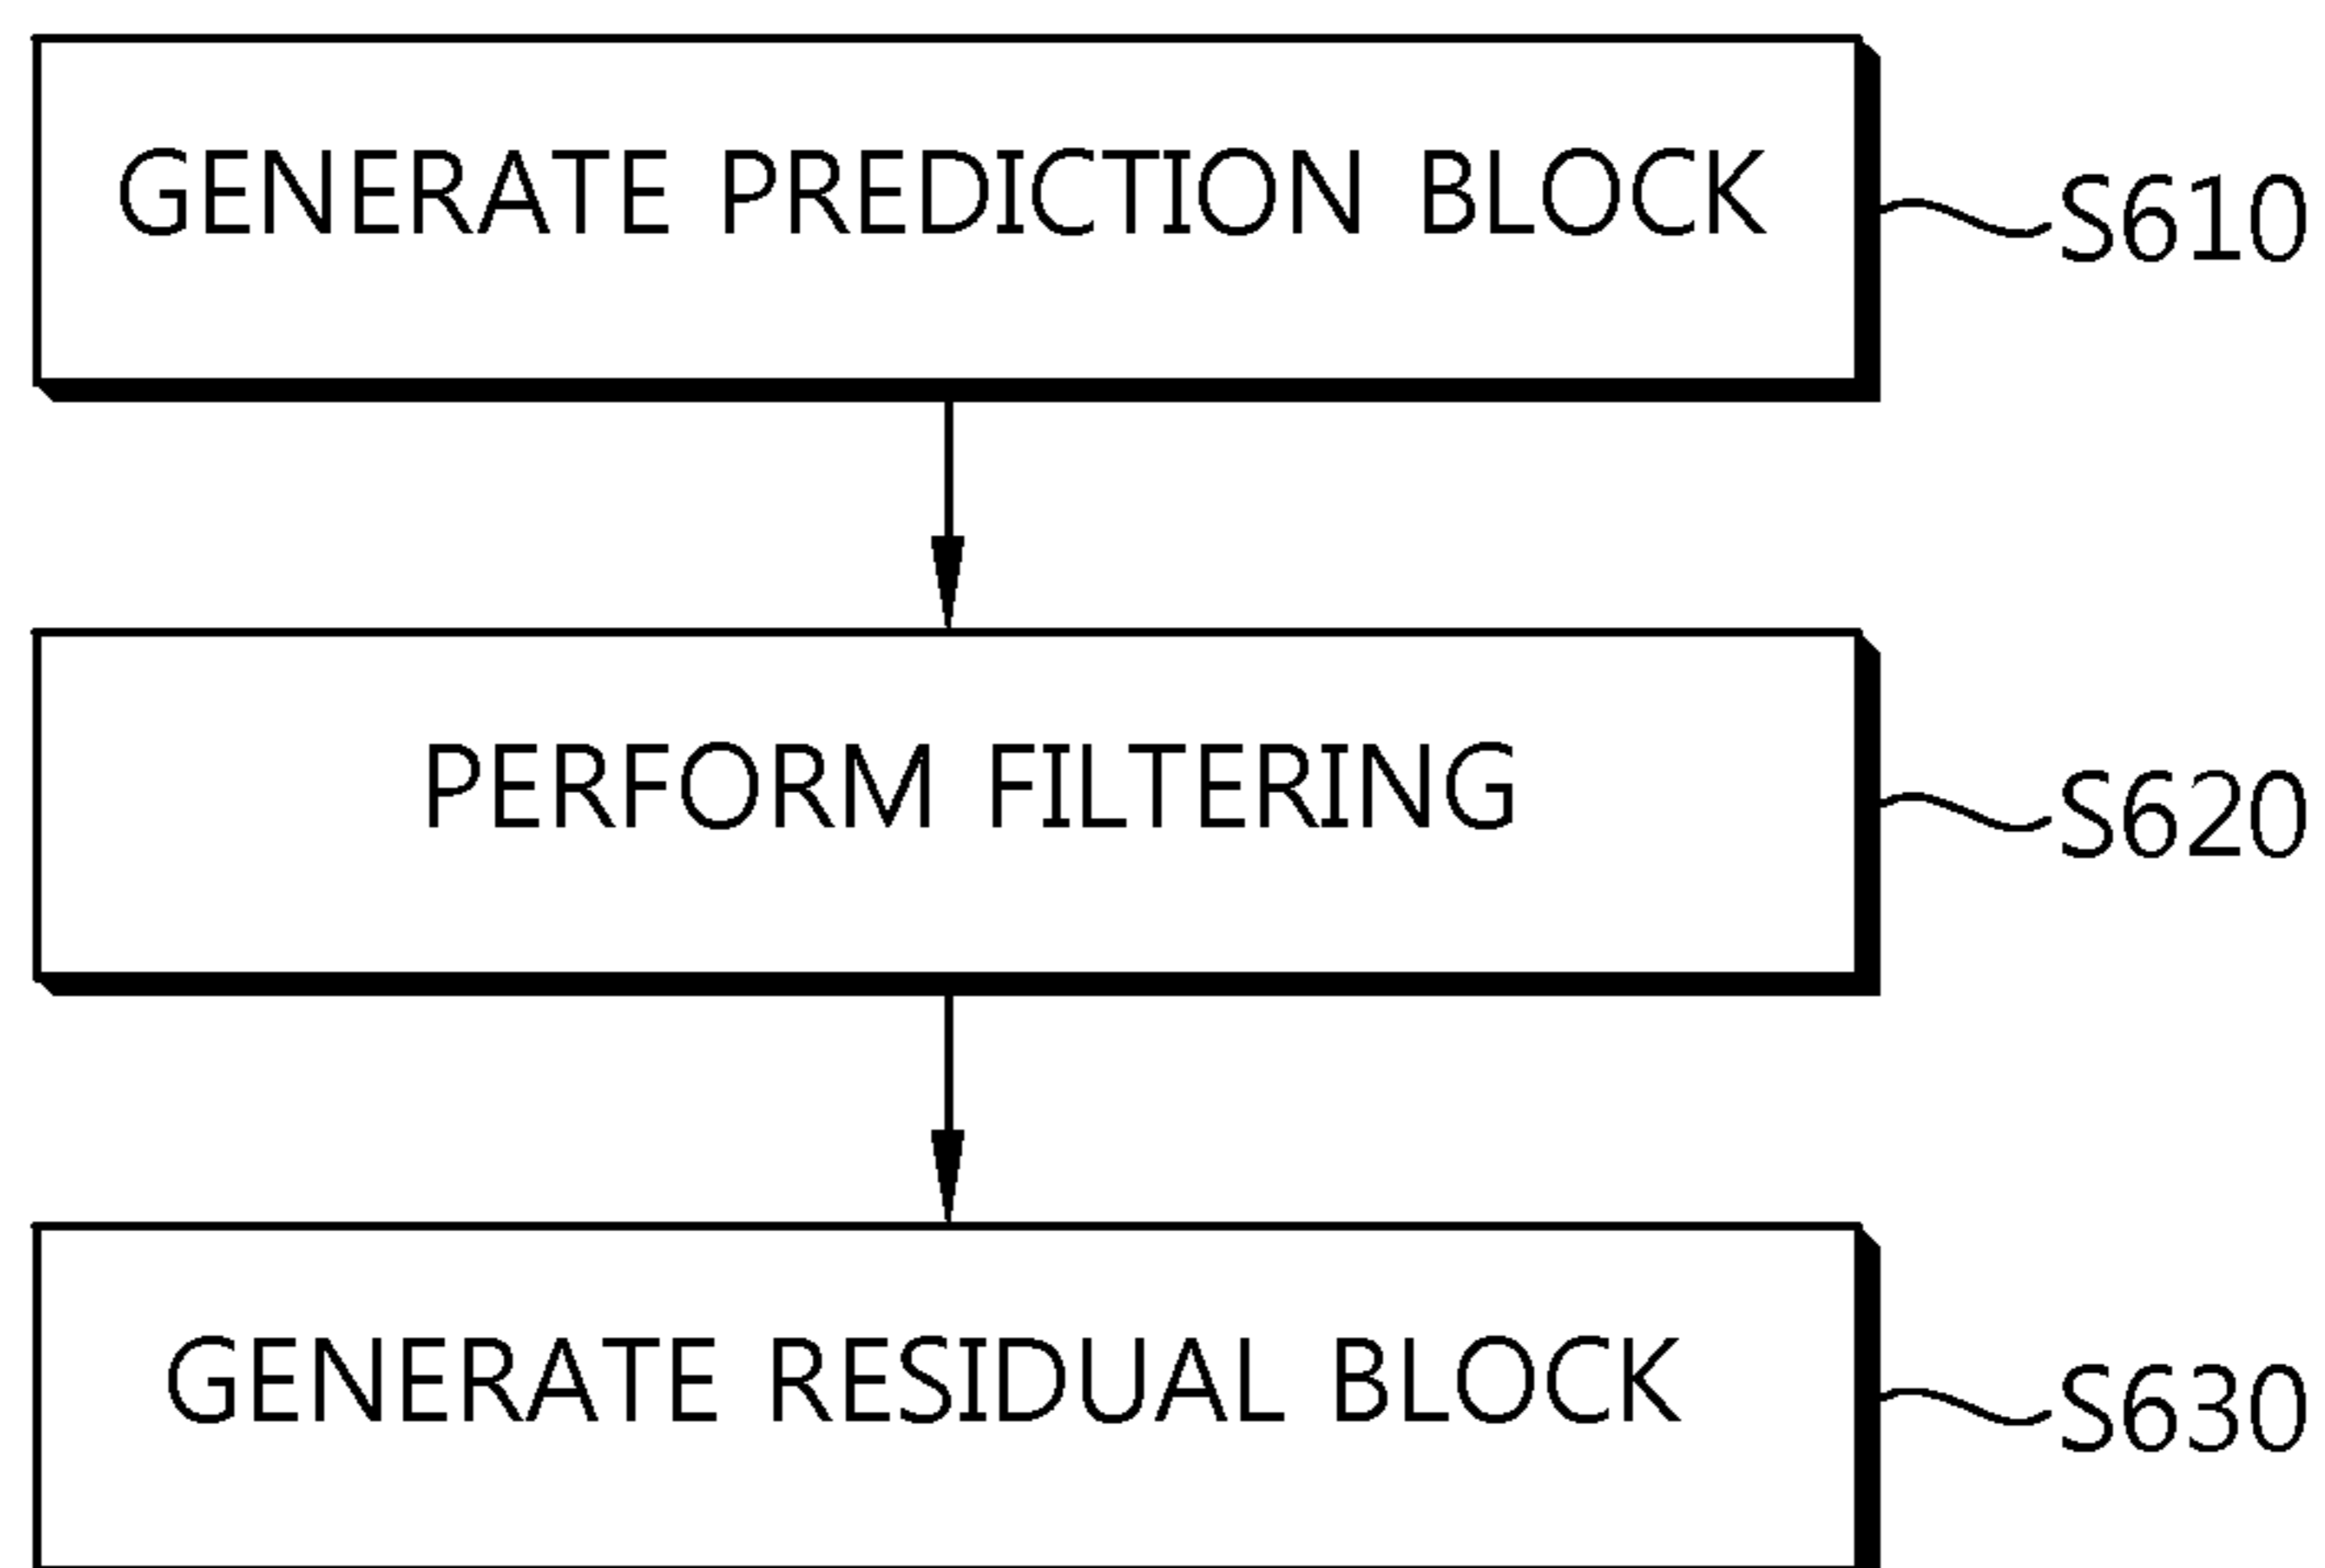 GENERATE PREDICTION BLOCK
S610
PERFORM FILTERING
S620
GENERATE RESIDUAL BLOCK
S630